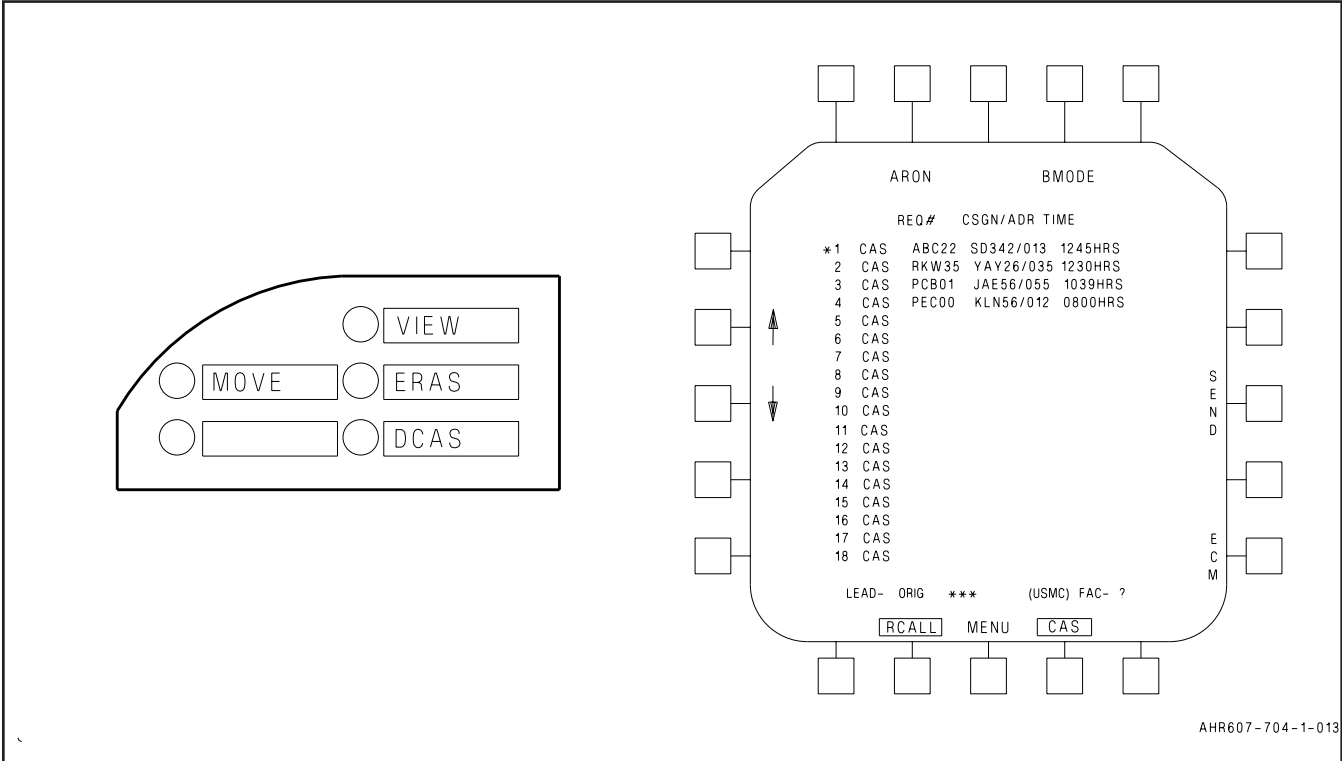 VIEW
MOVE ERAS
DCAS
ARON BMODE
REQ# CSGN/ADR TIME
*1 CAS ABC22 SD342/013 1245HRS
2 CAS RKW35 YAY26/035 1230HRS
3 CAS PCB01 JAE56/055 1039HRS
4 CAS PEC00 KLN56/012 0800HRS
5 CAS
6 CAS
7 CAS
8 CAS
9 CAS
10 CAS
11 CAS
12 CAS
13 CAS
14 CAS
15 CAS
16 CAS
17 CAS
18 CAS
SEND
ECM
LEAD- ORIG *** (USMC) FAC- ?
RCALL MENU CAS
AHR607-704-1-013